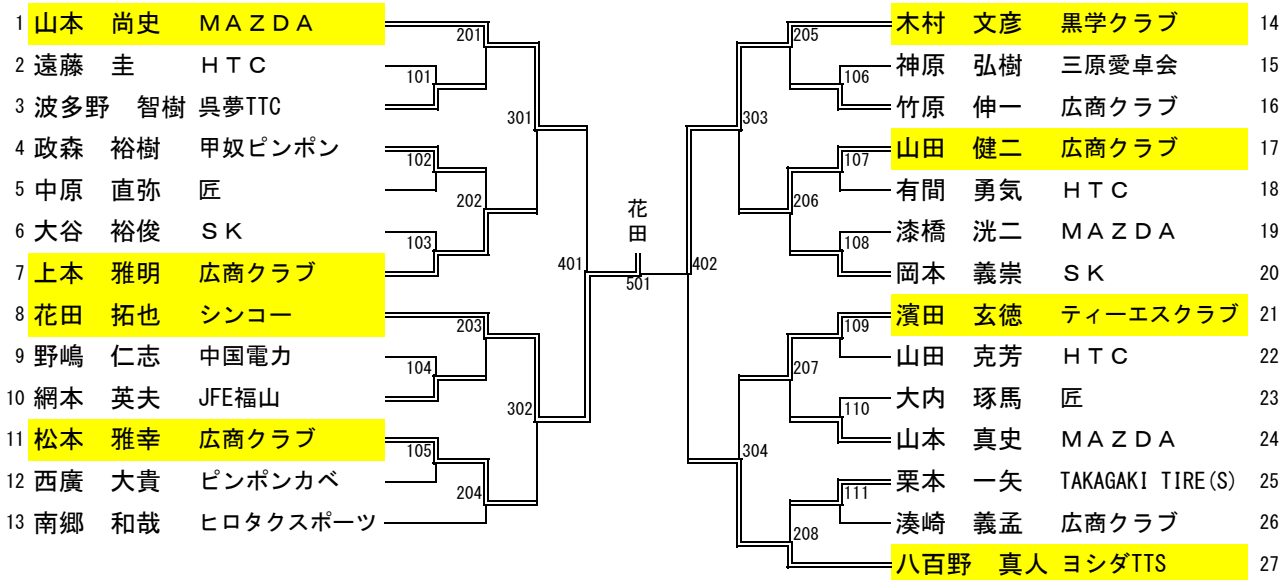 1 山本 尚史 ＭＡＺＤＡ
2 遠藤 圭 ＨＴＣ
3 波多野 智樹 呉夢TTC
4 政森 裕樹 甲奴ピンポン
5 中原 直弥 匠
6 大谷 裕俊 ＳＫ
7 上本 雅明 広商クラブ
8 花田 拓也 シンコー
9 野嶋 仁志 中国電力
10 網本 英夫 JFE福山
11 松本 雅幸 広商クラブ
12 西廣 大貴 ピンポンカベ
13 南郷 和哉 ヒロタクスポーツ
201
101
301
102
202
103
401
203
104
302
105
204
花田
501
402
205
106
303
107
206
108
109
207
110
304
111
208
木村 文彦 黒学クラブ 14
神原 弘樹 三原愛卓会 15
竹原 伸一 広商クラブ 16
山田 健二 広商クラブ 17
有間 勇気 ＨＴＣ 18
漆橋 洸二 ＭＡＺＤＡ 19
岡本 義崇 ＳＫ 20
濱田 玄徳 ティーエスクラブ 21
山田 克芳 ＨＴＣ 22
大内 琢馬 匠 23
山本 真史 ＭＡＺＤＡ 24
栗本 一矢 TAKAGAKI TIRE(S) 25
湊崎 義孟 広商クラブ 26
八百野 真人 ヨシダTTS 27